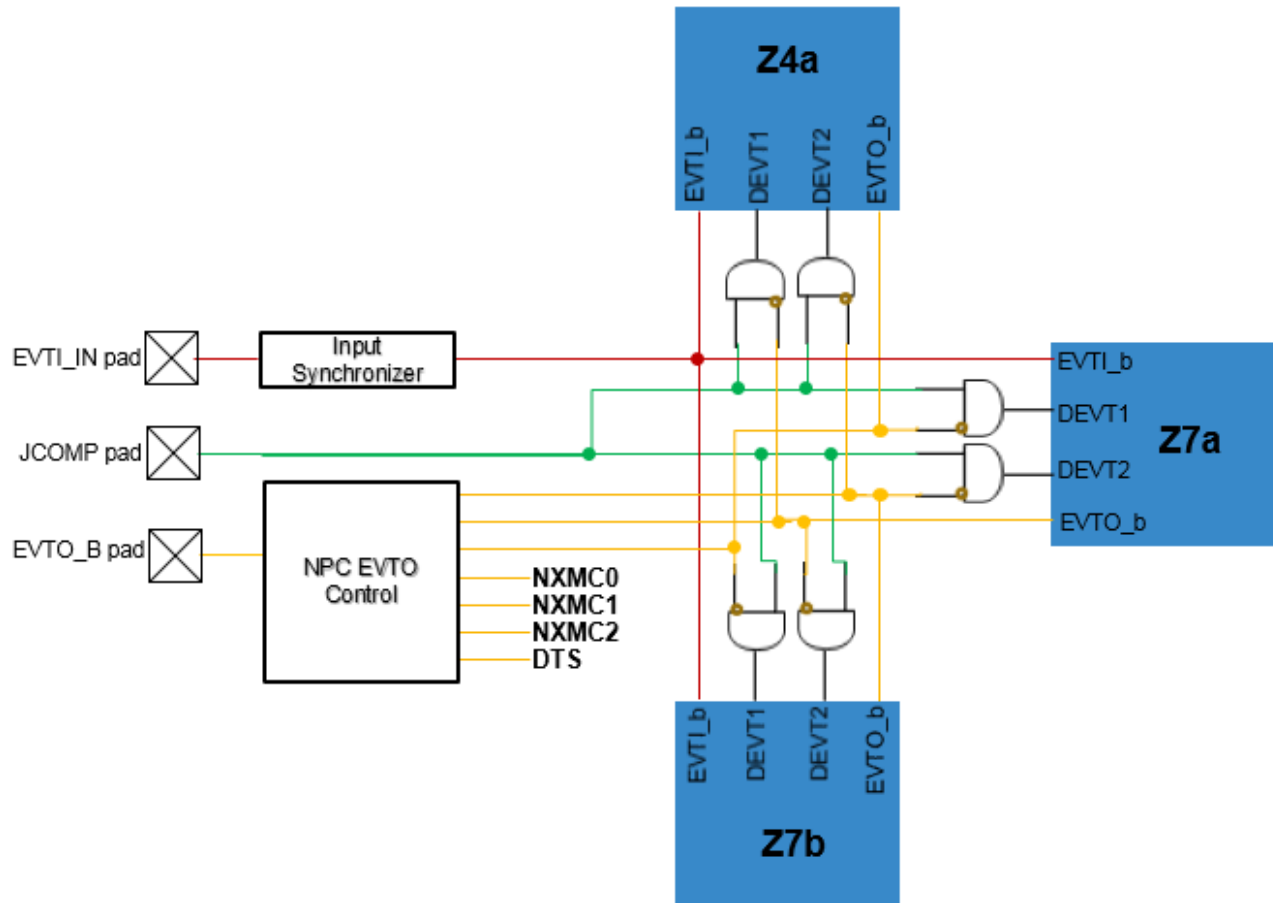 Z4a
EVTI_b
DEVT1
DEVT2
EVTO_b
EVTI_IN pad
Input
Synchronizer
EVTI_b
DEVT1
Z7a
JCOMP pad
DEVT2
EVTO_b
EVTO_B pad
NPC EVTO
Control
NXMC0
NXMC1
NXMC2
DTS
EVTI_b
DEVT1
DEVT2
EVTO_b
Z7b